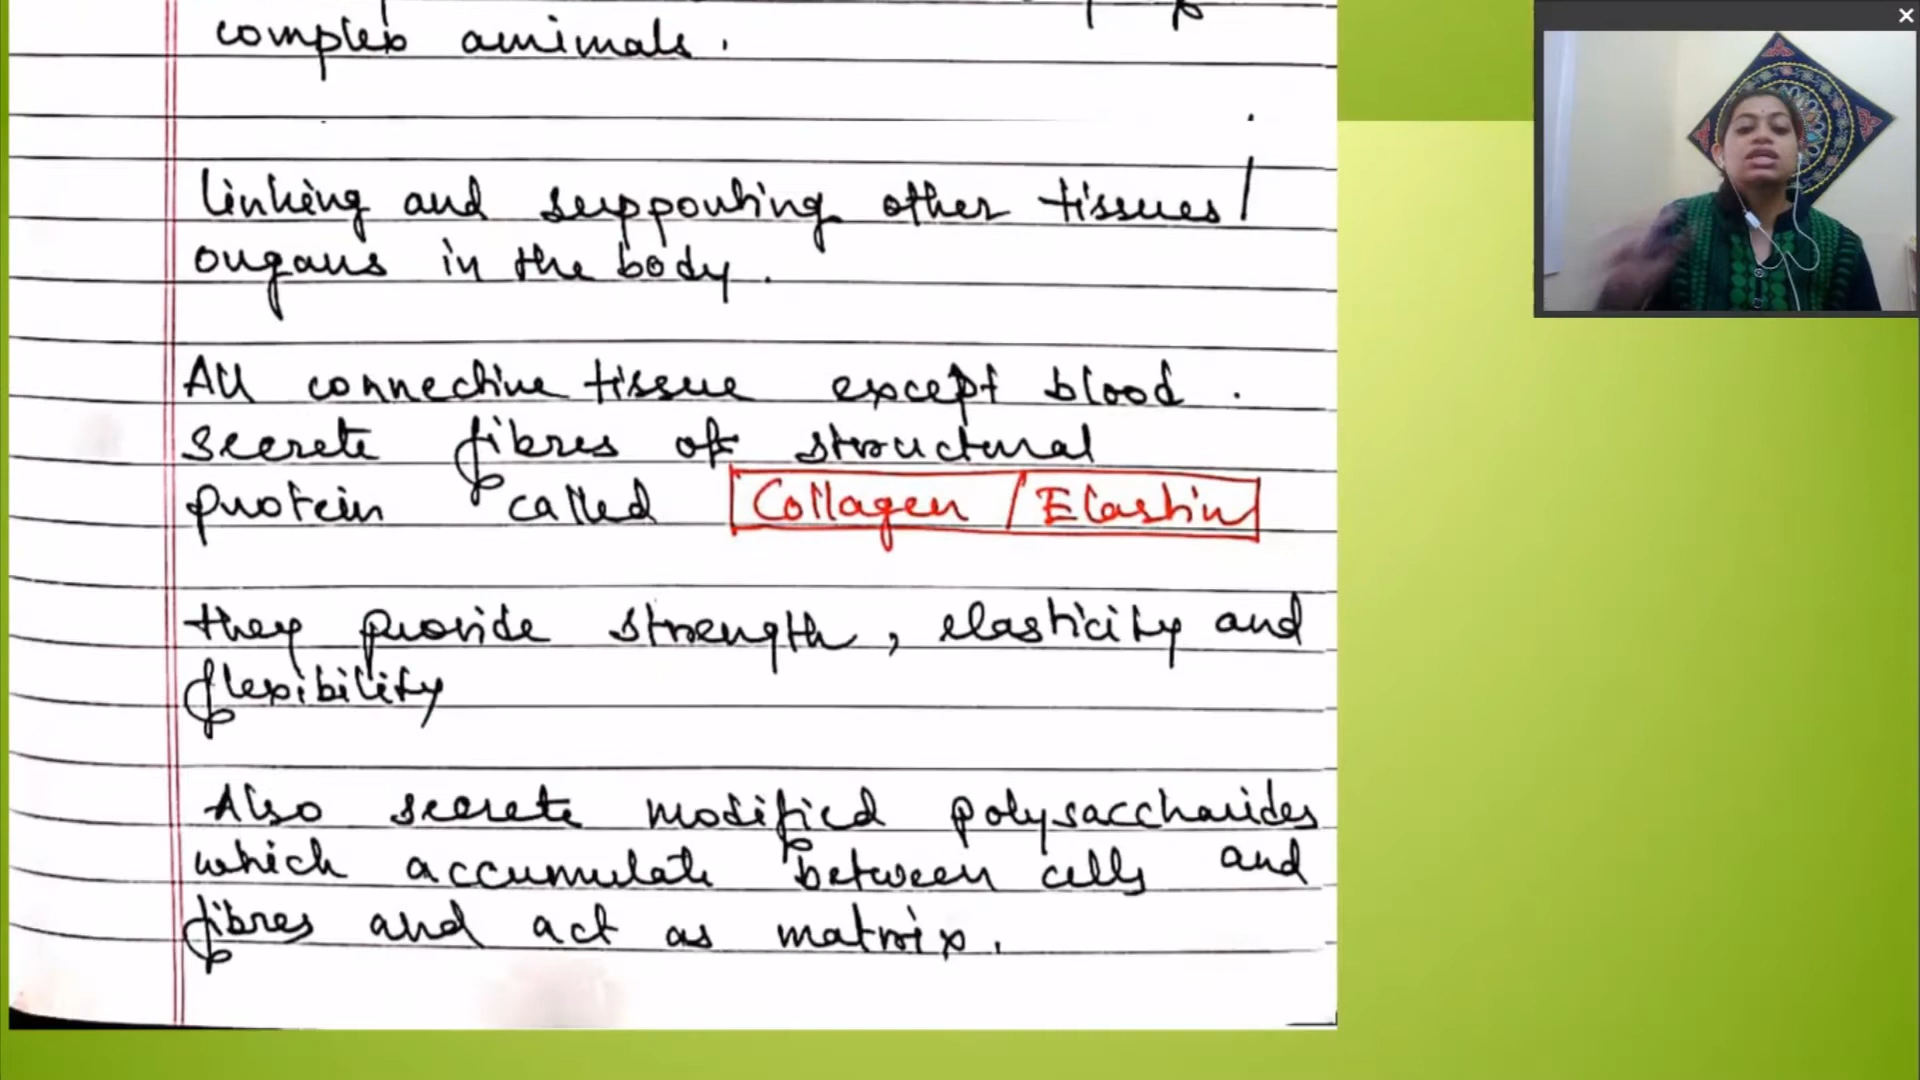 complex animals.
linking and supporting other tissues/
organs in the body.
All connective tissue except blood.
secrete fibres of structural
protein called Collagen / Elastin
they provide strength, elasticity and
flexibility
Also secrete modified polysaccharides
which accumulate between cells and
fibres and act as matrix.